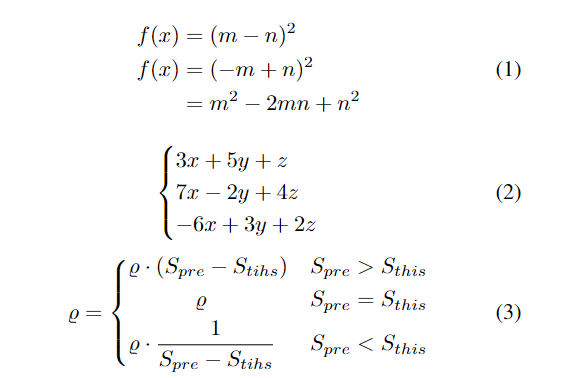 f(x) = (m − n)²
f(x) = (−m + n)² (1)
= m² − 2mn + n²
{ 3x + 5y + z
7x − 2y + 4z (2)
−6x + 3y + 2z
ϱ = { ϱ · (S_pre − S_tihs) S_pre > S_this
ϱ S_pre = S_this (3)
ϱ · 1 / (S_pre − S_tihs) S_pre < S_this